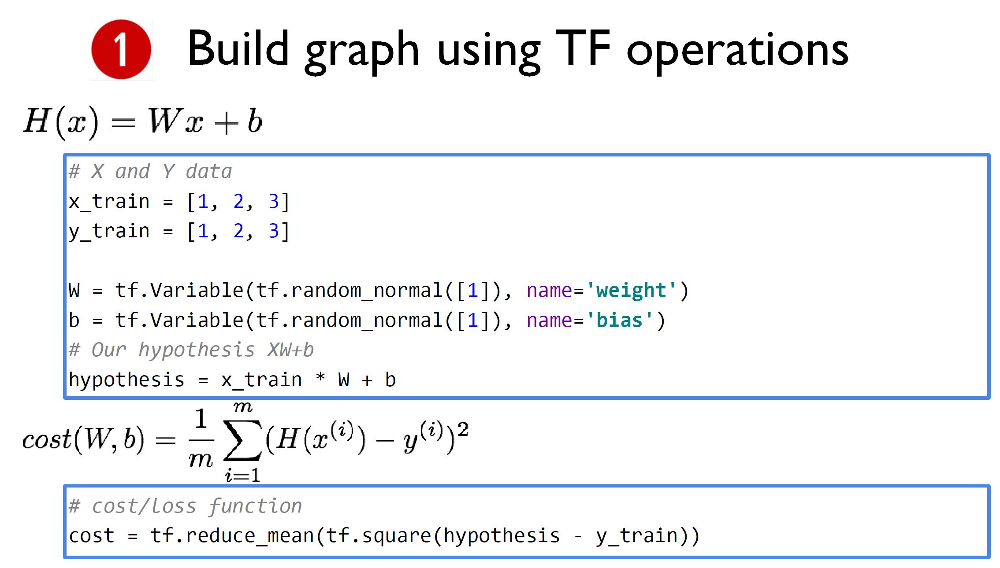 1 Build graph using TF operations
H(x) = Wx + b
# X and Y data
x_train = [1, 2, 3]
y_train = [1, 2, 3]
W = tf.Variable(tf.random_normal([1]), name='weight')
b = tf.Variable(tf.random_normal([1]), name='bias')
# Our hypothesis XW+b
hypothesis = x_train * W + b
cost(W, b) = \frac{1}{m} \sum_{i=1}^{m} (H(x^{(i)}) - y^{(i)})^2
# cost/loss function
cost = tf.reduce_mean(tf.square(hypothesis - y_train))